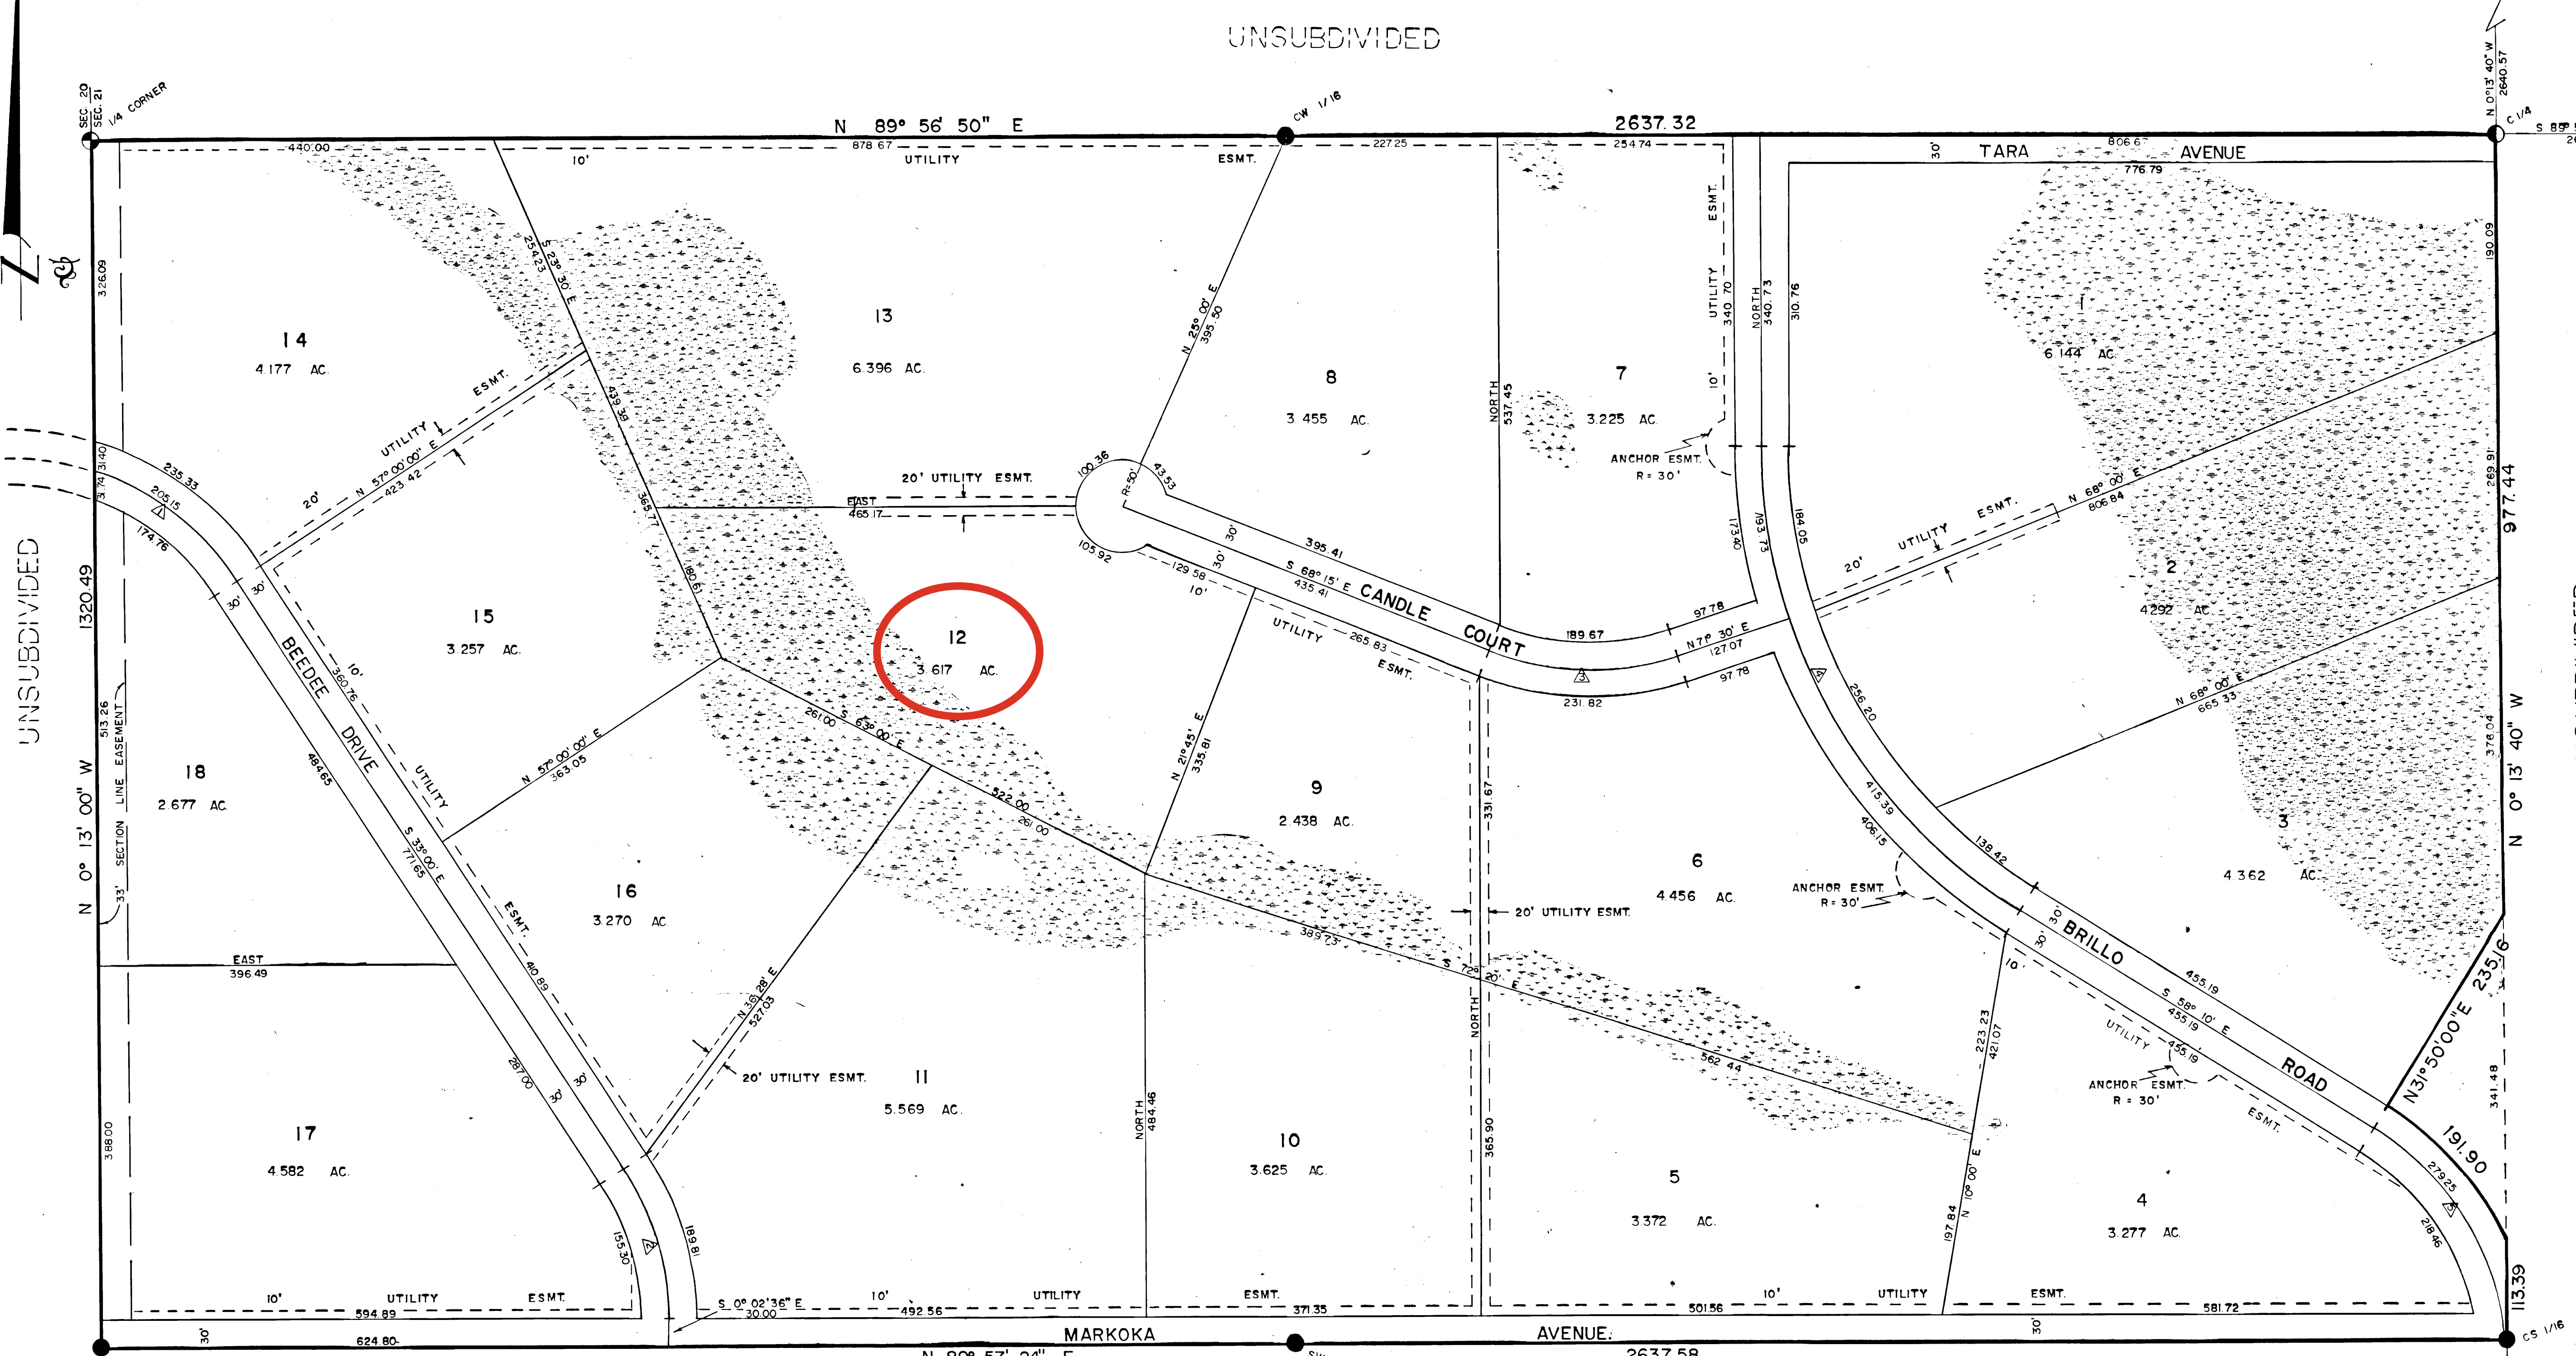 UNSUBDIVIDED
SEC. 20
SEC. 21
1/4 CORNER
N 89° 56' 50" E
CW 1/16
2637.32
N 0°13' 40" W
2640.57
C 1/4
440.00
10'
878.67
UTILITY
ESMT.
227.25
254.74
30'
TARA
AVENUE
776.79
326.09
S 23° 30' E
254.23
14
4.177 AC.
13
6.396 AC.
N 25° 00' E
395.50
8
3.455 AC.
NORTH
537.45
7
3.225 AC.
UTILITY ESMT.
340.70
10'
NORTH
340.73
310.76
ANCHOR ESMT.
R = 30'
1
6.144 AC.
190.09
N 68° 00' E
806.84
269.91
977.44
20'
UTILITY
ESMT.
20'
UTILITY
ESMT.
N 57° 00' 00" E
423.42
439.39
365.77
180.61
31.40
31.74
235.33
205.15
1
174.76
30'
30'
20' UTILITY ESMT.
EAST
465.17
100.36
R=50'
43.53
105.92
129.58
10'
30'
30'
395.41
S 68° 15' E
435.41
CANDLE COURT
UTILITY
265.83
ESMT.
189.67
3
231.82
97.78
N 71° 30' E
127.07
97.78
173.40
193.73
184.05
4
256.20
2
4.292 AC.
N 68° 00' E
665.33
376.04
N 0° 13' 40" W
UNSUBDIVIDED
1320.49
N 0° 13' 00" W
513.26
33' SECTION LINE EASEMENT
15
3.257 AC.
12
3.617 AC.
BEEDEE DRIVE
10'
360.76
UTILITY
ESMT.
484.65
S 33° 00' E
771.65
410.89
N 57° 00' 00" E
363.05
S 63° 00' E
261.00
522.00
261.00
N 21° 45' E
335.81
9
2.438 AC.
331.67
18
2.677 AC.
16
3.270 AC.
6
4.456 AC.
415.39
406.15
138.42
ANCHOR ESMT.
R = 30'
3
4.362 AC.
20' UTILITY ESMT.
389.73
S 72° 20' E
562.44
EAST
396.49
N 36° 28' E
527.03
20' UTILITY ESMT.
11
5.569 AC.
NORTH
484.46
NORTH
365.90
10
3.625 AC.
30'
30'
BRILLO ROAD
10'
455.19
S 58° 10' E
455.19
455.19
UTILITY
ESMT.
ANCHOR ESMT.
R = 30'
N31°50'00"E 235.16
341.48
191.90
279.25
5
218.46
113.39
223.23
421.07
N 10° 00' E
197.84
17
4.582 AC.
388.00
287.00
30'
30'
155.30
2
189.81
5
3.372 AC.
4
3.277 AC.
10'
UTILITY
ESMT.
594.89
S 0° 02' 36" E
30.00
10'
492.56
UTILITY
ESMT.
371.35
501.56
10'
UTILITY
ESMT.
581.72
30'
624.80
MARKOKA
AVENUE
30'
CS 1/16
N 89° 57' 24" E
2637.58